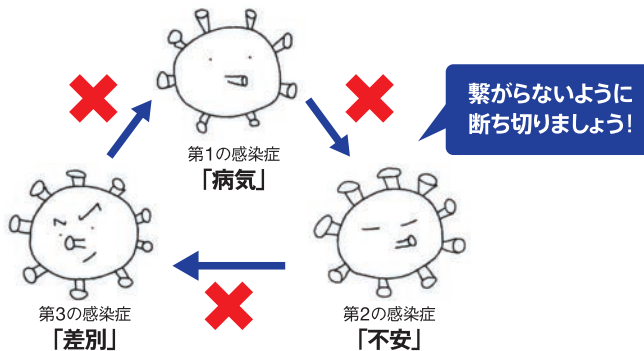 繋がらないように
断ち切りましょう！
第1の感染症
「病気」
第3の感染症
「差別」
第2の感染症
「不安」